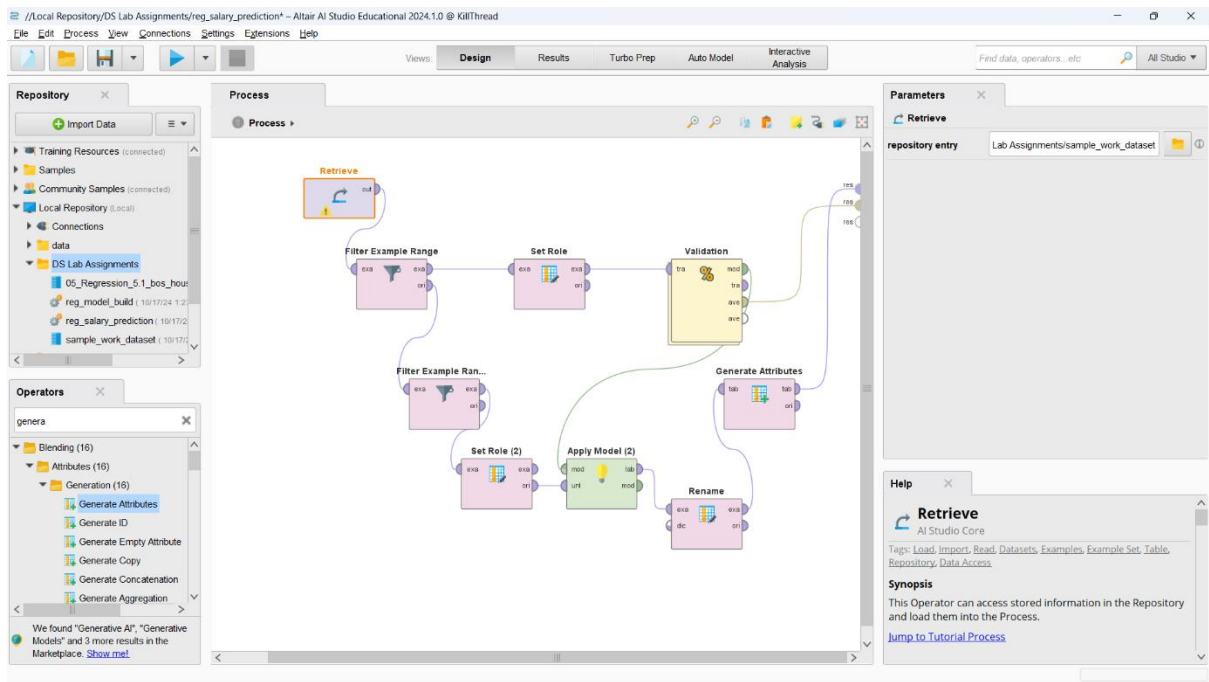 //Local Repository/DS Lab Assignments/reg_salary_prediction* – Altair AI Studio Educational 2024.1.0 @ KillThread
File Edit Process View Connections Settings Extensions Help
Views: Design Results Turbo Prep Auto Model Interactive Analysis
Find data, operators...etc All Studio
Repository
Import Data
Training Resources (connected)
Samples
Community Samples (connected)
Local Repository (Local)
Connections
data
DS Lab Assignments
05_Regression_5.1_bos_hous
reg_model_build ( 10/17/24 1:2
reg_salary_prediction ( 10/17/2
sample_work_dataset ( 10/17/
Operators
genera
Blending (16)
Attributes (16)
Generation (16)
Generate Attributes
Generate ID
Generate Empty Attribute
Generate Copy
Generate Concatenation
Generate Aggregation
We found "Generative AI", "Generative
Models" and 3 more results in the
Marketplace. Show me!
Process
Process
Retrieve
out
res
res
res
Filter Example Range
exa exa
ori
Set Role
exa exa
ori
Validation
tra mod
tra
ave
ave
Filter Example Ran...
exa exa
ori
Generate Attributes
tab tab
ori
Set Role (2)
exa exa
ori
Apply Model (2)
mod lab
unl mod
Rename
exa exa
dic ori
Parameters
Retrieve
repository entry Lab Assignments/sample_work_dataset
Help
Retrieve
AI Studio Core
Tags: Load, Import, Read, Datasets, Examples, Example Set, Table,
Repository, Data Access
Synopsis
This Operator can access stored information in the Repository
and load them into the Process.
Jump to Tutorial Process